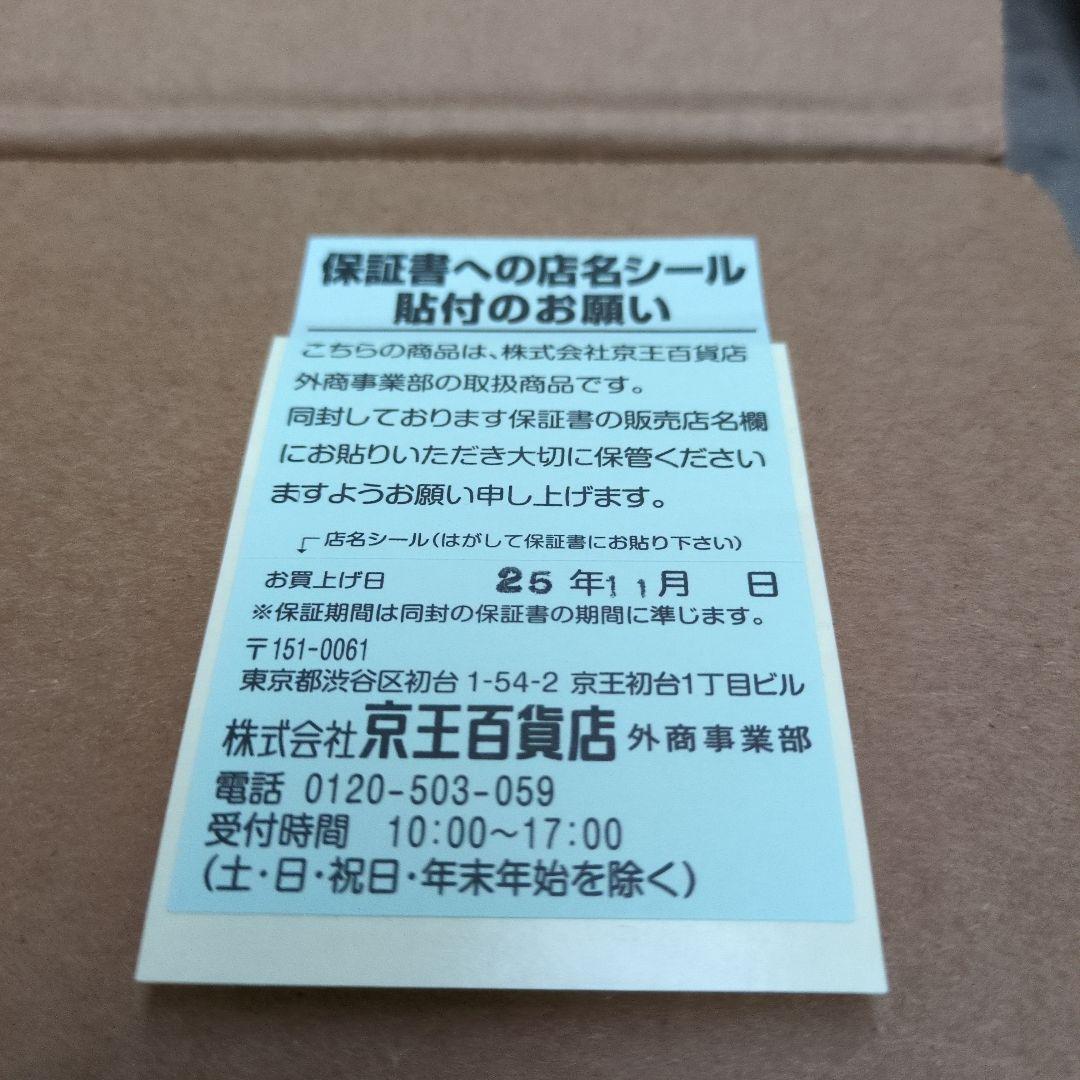 保証書への店名シール
貼付のお願い
こちらの商品は、株式会社京王百貨店
外商事業部の取扱商品です。
同封しております保証書の販売店名欄
にお貼りいただき大切に保管ください
ますようお願い申し上げます。
店名シール(はがして保証書にお貼り下さい)
お買上げ日 25 年11月 日
※保証期間は同封の保証書の期間に準じます。
〒151-0061
東京都渋谷区初台1-54-2 京王初台1丁目ビル
株式会社京王百貨店 外商事業部
電話 0120-503-059
受付時間 10:00~17:00
(土・日・祝日・年末年始を除く)